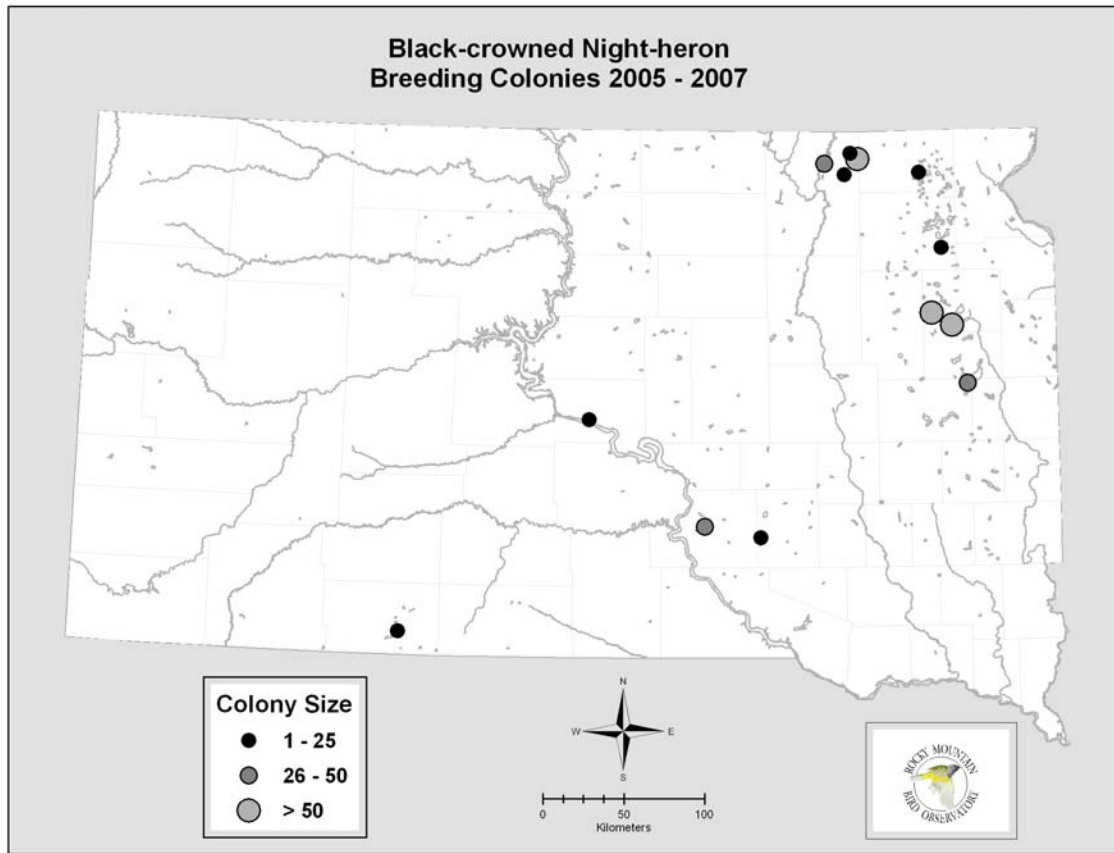 Black-crowned Night-heron
Breeding Colonies 2005 - 2007
Colony Size
1 - 25
26 - 50
> 50
N
W
E
S
0
50
100
Kilometers
ROCKY MOUNTAIN
BIRD OBSERVATORY